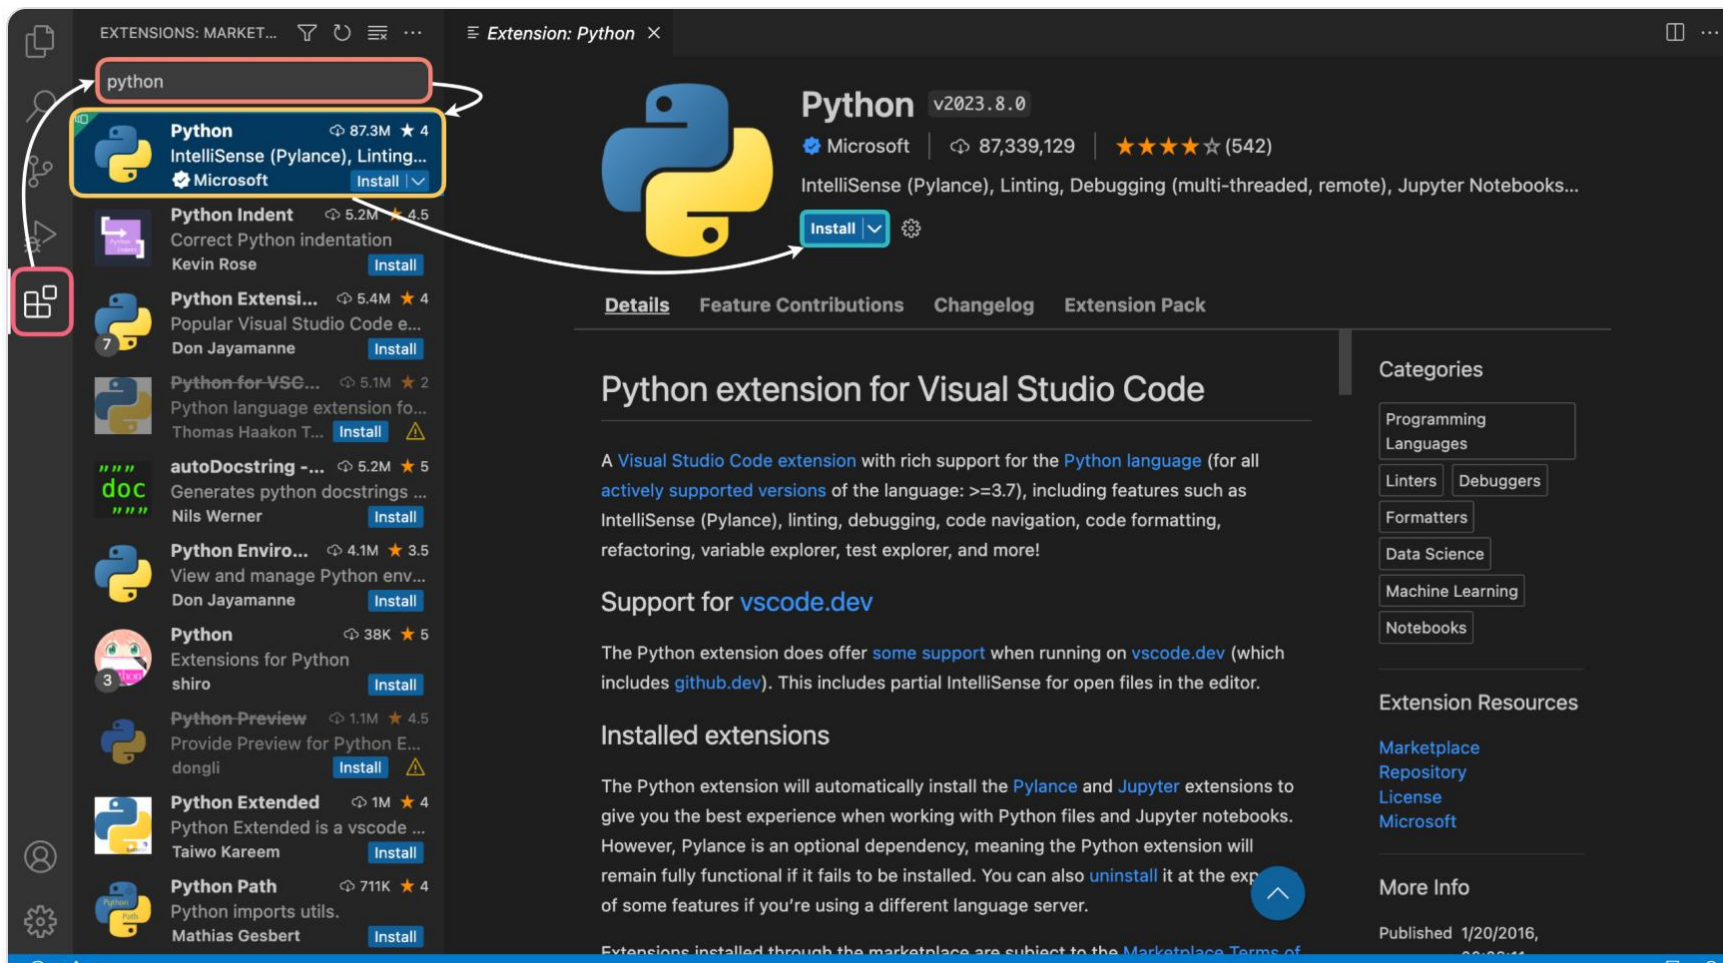 EXTENSIONS: MARKET...
python
Python 87.3M ★ 4
IntelliSense (Pylance), Linting...
Microsoft Install
Python Indent 5.2M ★ 4.5
Correct Python indentation
Kevin Rose Install
Python Extensi... 5.4M ★ 4
Popular Visual Studio Code e...
7 Don Jayamanne Install
Python for VSC... 5.1M ★ 2
Python language extension fo...
Thomas Haakon T... Install
autoDocstring -... 5.2M ★ 5
Generates python docstrings ...
Nils Werner Install
"""
doc
"""
Python Enviro... 4.1M ★ 3.5
View and manage Python env...
Don Jayamanne Install
Python 38K ★ 5
Extensions for Python
3 shiro Install
Python Preview 1.1M ★ 4.5
Provide Preview for Python E...
dongli Install
Python Extended 1M ★ 4
Python Extended is a vscode ...
Taiwo Kareem Install
Python Path 711K ★ 4
Python imports utils.
Mathias Gesbert Install
Extension: Python
Python v2023.8.0
Microsoft | 87,339,129 | ★★★★☆ (542)
IntelliSense (Pylance), Linting, Debugging (multi-threaded, remote), Jupyter Notebooks...
Install
Details Feature Contributions Changelog Extension Pack
Python extension for Visual Studio Code
A Visual Studio Code extension with rich support for the Python language (for all
actively supported versions of the language: >=3.7), including features such as
IntelliSense (Pylance), linting, debugging, code navigation, code formatting,
refactoring, variable explorer, test explorer, and more!
Support for vscode.dev
The Python extension does offer some support when running on vscode.dev (which
includes github.dev). This includes partial IntelliSense for open files in the editor.
Installed extensions
The Python extension will automatically install the Pylance and Jupyter extensions to
give you the best experience when working with Python files and Jupyter notebooks.
However, Pylance is an optional dependency, meaning the Python extension will
remain fully functional if it fails to be installed. You can also uninstall it at the exp
of some features if you're using a different language server.
Extensions installed through the marketplace are subject to the Marketplace Terms of
Categories
Programming
Languages
Linters Debuggers
Formatters
Data Science
Machine Learning
Notebooks
Extension Resources
Marketplace
Repository
License
Microsoft
More Info
Published 1/20/2016,